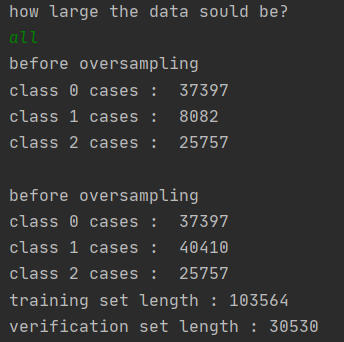 how large the data sould be?
all
before oversampling
class 0 cases :  37397
class 1 cases :  8082
class 2 cases :  25757

before oversampling
class 0 cases :  37397
class 1 cases :  40410
class 2 cases :  25757
training set length : 103564
verification set length : 30530